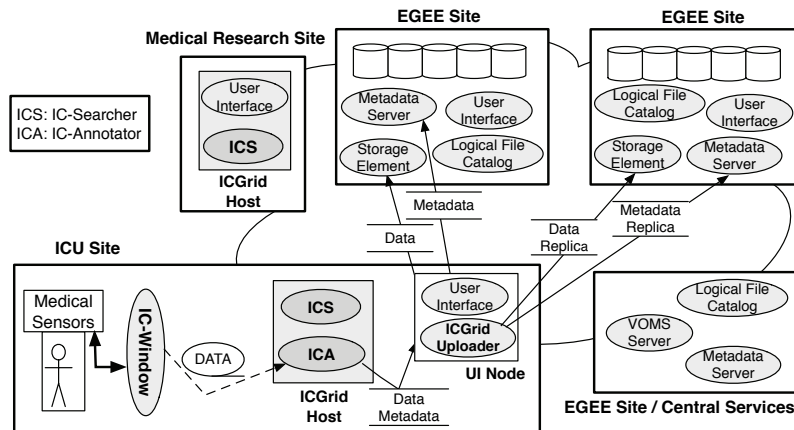 EGEE Site
EGEE Site
Medical Research Site
User
Interface
ICS
ICGrid
Host
ICS: IC-Searcher
ICA: IC-Annotator
Metadata
Server
User
Interface
Storage
Element
Logical File
Catalog
Logical File
Catalog
User
Interface
Storage
Element
Metadata
Server
Metadata
Data
Data
Replica
Metadata
Replica
ICU Site
Medical
Sensors
IC-Window
DATA
ICS
ICA
ICGrid
Host
Data
Metadata
User
Interface
ICGrid
Uploader
UI Node
Logical File
Catalog
VOMS
Server
Metadata
Server
EGEE Site / Central Services